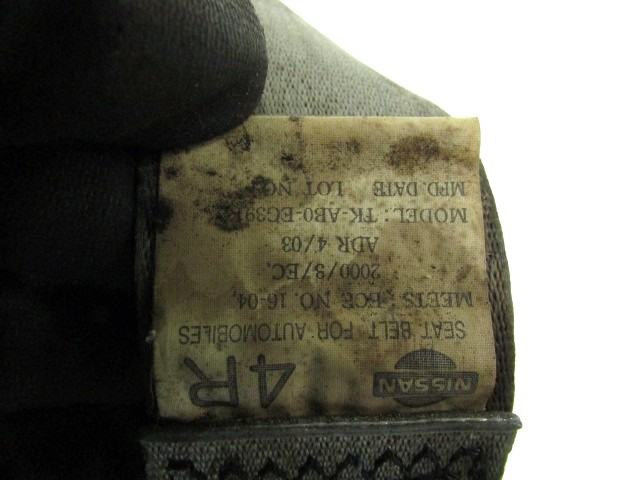 NISSAN 4R
SEAT BELT FOR AUTOMOBILES
MEETS ECE NO. 16-04,
2000/3/EC,
ADR 4/03
MODEL: TK-AB0-EG39
MFD. DATE LOT NO.